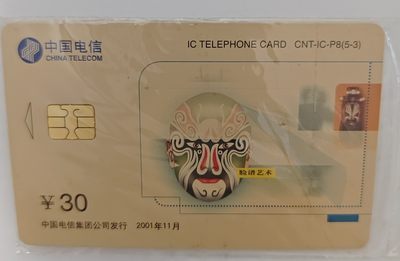 中国电信
CHINA TELECOM
IC TELEPHONE CARD CNT-IC-P8(5-3)
脸谱艺术
¥30
中国电信集团公司发行 2001年11月